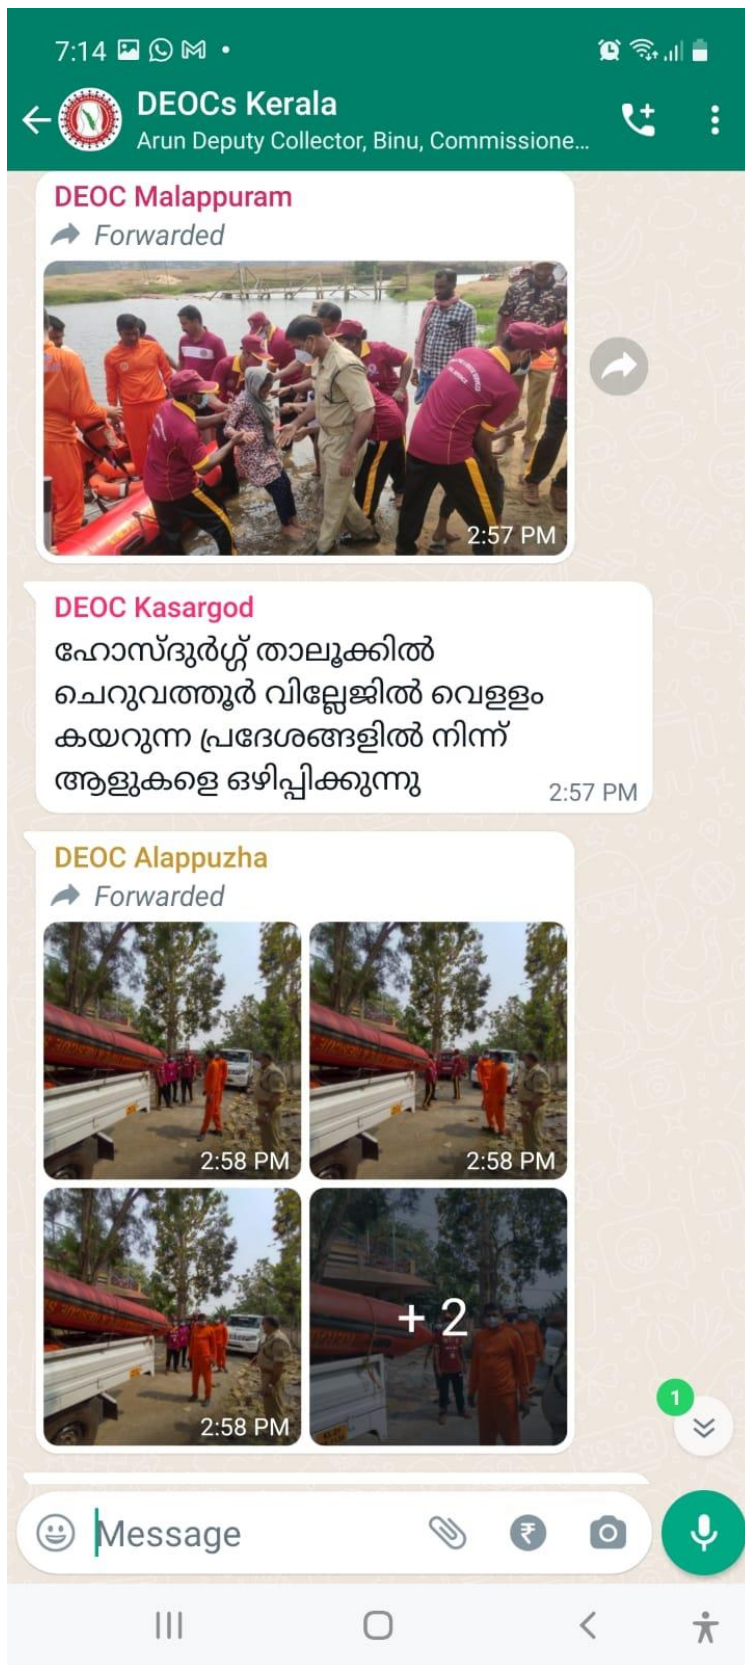 7:14
DEOCs Kerala
Arun Deputy Collector, Binu, Commissione...
DEOC Malappuram
Forwarded
2:57 PM
DEOC Kasargod
ഹോസ്ദുർഗ്ഗ് താലൂക്കിൽ
ചെറുവത്തൂർ വില്ലേജിൽ വെളളം
കയറുന്ന പ്രദേശങ്ങളിൽ നിന്ന്
ആളുകളെ ഒഴിപ്പിക്കുന്നു
2:57 PM
DEOC Alappuzha
Forwarded
2:58 PM
2:58 PM
2:58 PM
+ 2
1
Message